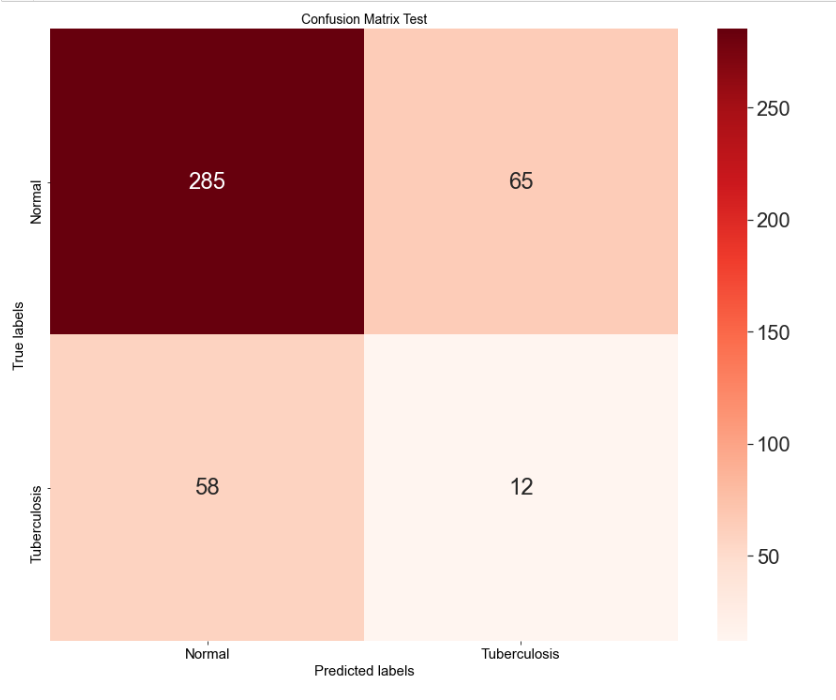 Confusion Matrix Test
True labels
Normal
285
65
Tuberculosis
58
12
Normal
Tuberculosis
Predicted labels
250
200
150
100
50